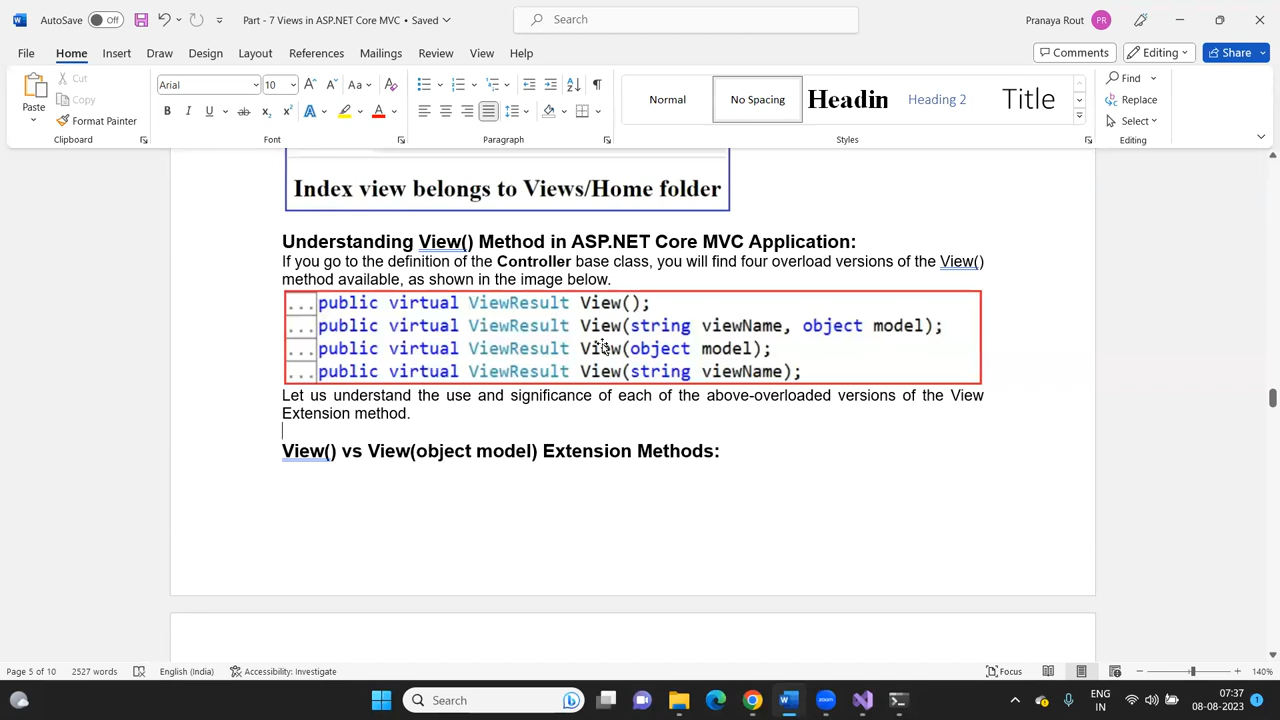 AutoSave Off Part - 7 Views in ASP.NET Core MVC • Saved Search Pranaya Rout PR
File Home Insert Draw Design Layout References Mailings Review View Help Comments Editing Share
Paste
Cut
Copy
Format Painter
Clipboard
Arial 10
Font
Paragraph
Normal No Spacing Headin Heading 2 Title
Styles
Find
Replace
Select
Editing
Index view belongs to Views/Home folder
Understanding View() Method in ASP.NET Core MVC Application:
If you go to the definition of the Controller base class, you will find four overload versions of the View()
method available, as shown in the image below.
...public virtual ViewResult View();
...public virtual ViewResult View(string viewName, object model);
...public virtual ViewResult View(object model);
...public virtual ViewResult View(string viewName);
Let us understand the use and significance of each of the above-overloaded versions of the View
Extension method.
View() vs View(object model) Extension Methods:
Page 5 of 10 2527 words English (India) Accessibility: Investigate Focus 140%
Search ENG IN 07:37 08-08-2023